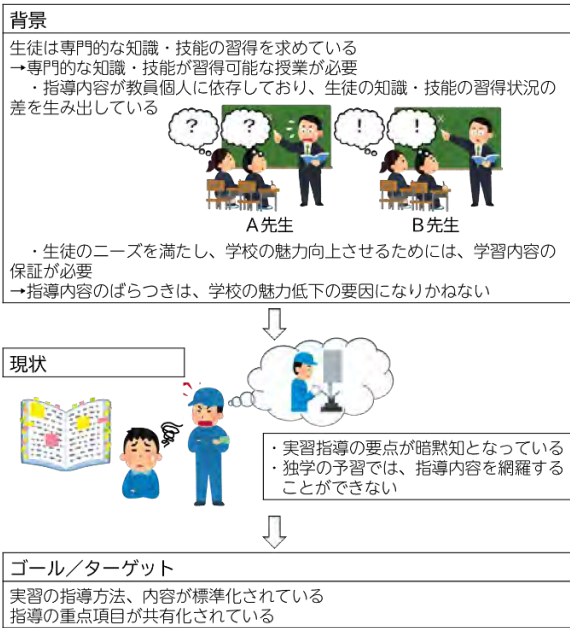 背景
生徒は専門的な知識・技能の習得を求めている
→専門的な知識・技能が習得可能な授業が必要
・指導内容が教員個人に依存しており、生徒の知識・技能の習得状況の
差を生み出している
? ? ! !
A先生 B先生
・生徒のニーズを満たし、学校の魅力向上させるためには、学習内容の
保証が必要
→指導内容のばらつきは、学校の魅力低下の要因になりかねない
現状
・実習指導の要点が暗黙知となっている
・独学の予習では、指導内容を網羅する
ことができない
ゴール/ターゲット
実習の指導方法、内容が標準化されている
指導の重点項目が共有化されている